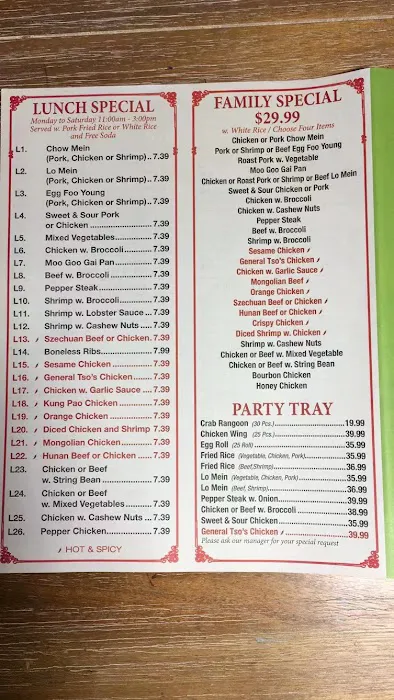 LUNCH SPECIAL
Monday to Saturday 11:00am - 3:00pm
Served w. Pork Fried Rice or White Rice
and Free Soda
L1. Chow Mein
(Pork, Chicken or Shrimp).. 7.39
L2. Lo Mein
(Pork, Chicken or Shrimp).. 7.39
L3. Egg Foo Young
(Pork, Chicken or Shrimp).. 7.39
L4. Sweet & Sour Pork
or Chicken.................... 7.39
L5. Mixed Vegetables............ 7.39
L6. Chicken w. Broccoli......... 7.39
L7. Moo Goo Gai Pan............ 7.39
L8. Beef w. Broccoli.............. 7.39
L9. Pepper Steak.................. 7.39
L10. Shrimp w. Broccoli.......... 7.39
L11. Shrimp w. Lobster Sauce ... 7.39
L12. Shrimp w. Cashew Nuts ..... 7.39
L13. Szechuan Beef or Chicken. 7.39
L14. Boneless Ribs................. 7.99
L15. Sesame Chicken.............. 7.39
L16. General Tso's Chicken....... 7.39
L17. Chicken w. Garlic Sauce .... 7.39
L18. Kung Pao Chicken............ 7.39
L19. Orange Chicken............... 7.39
L20. Diced Chicken and Shrimp 7.39
L21. Mongolian Chicken........... 7.39
L22. Hunan Beef or Chicken ..... 7.39
L23. Chicken or Beef
w. String Bean................ 7.39
L24. Chicken or Beef
w. Mixed Vegetables......... 7.39
L25. Chicken w. Cashew Nuts ... 7.39
L26. Pepper Chicken............... 7.39
HOT & SPICY
FAMILY SPECIAL
$29.99
w. White Rice / Choose Four Items
Chicken or Pork Chow Mein
Pork or Shrimp or Beef Egg Foo Young
Roast Pork w. Vegetable
Moo Goo Gai Pan
Chicken or Roast Pork or Shrimp or Beef Lo Mein
Sweet & Sour Chicken or Pork
Chicken w. Broccoli
Chicken w. Cashew Nuts
Pepper Steak
Beef w. Broccoli
Shrimp w. Broccoli
Sesame Chicken
General Tso's Chicken
Chicken w. Garlic Sauce
Mongolian Beef
Orange Chicken
Szechuan Beef or Chicken
Hunan Beef or Chicken
Crispy Chicken
Diced Shrimp w. Chicken
Shrimp w. Cashew Nuts
Chicken or Beef w. Mixed Vegetable
Chicken or Beef w. String Bean
Bourbon Chicken
Honey Chicken
PARTY TRAY
Crab Rangoon (30 Pcs.)..........................19.99
Chicken Wing (25 Pcs.)..........................39.99
Egg Roll (25 Roll)................................35.99
Fried Rice (Vegetable, Chicken, Pork)............35.99
Fried Rice (Beef,Shrimp).........................36.99
Lo Mein (Vegetable, Chicken, Pork)...............35.99
Lo Mein (Beef, Shrimp)...........................36.99
Pepper Steak w. Onion...........................39.99
Chicken or Beef w. Broccoli.....................38.99
Sweet & Sour Chicken............................35.99
General Tso's Chicken ..........................39.99
Please ask our manager for your special request